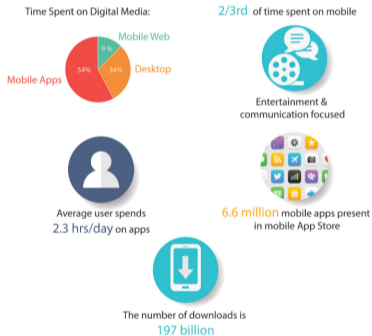 Time Spent on Digital Media:
Mobile Web
9%
54%
34%
Desktop
Mobile Apps
2/3rd of time spent on mobile
Entertainment &
communication focused
Average user spends
2.3 hrs/day on apps
6.6 million mobile apps present
in mobile App Store
The number of downloads is
197 billion